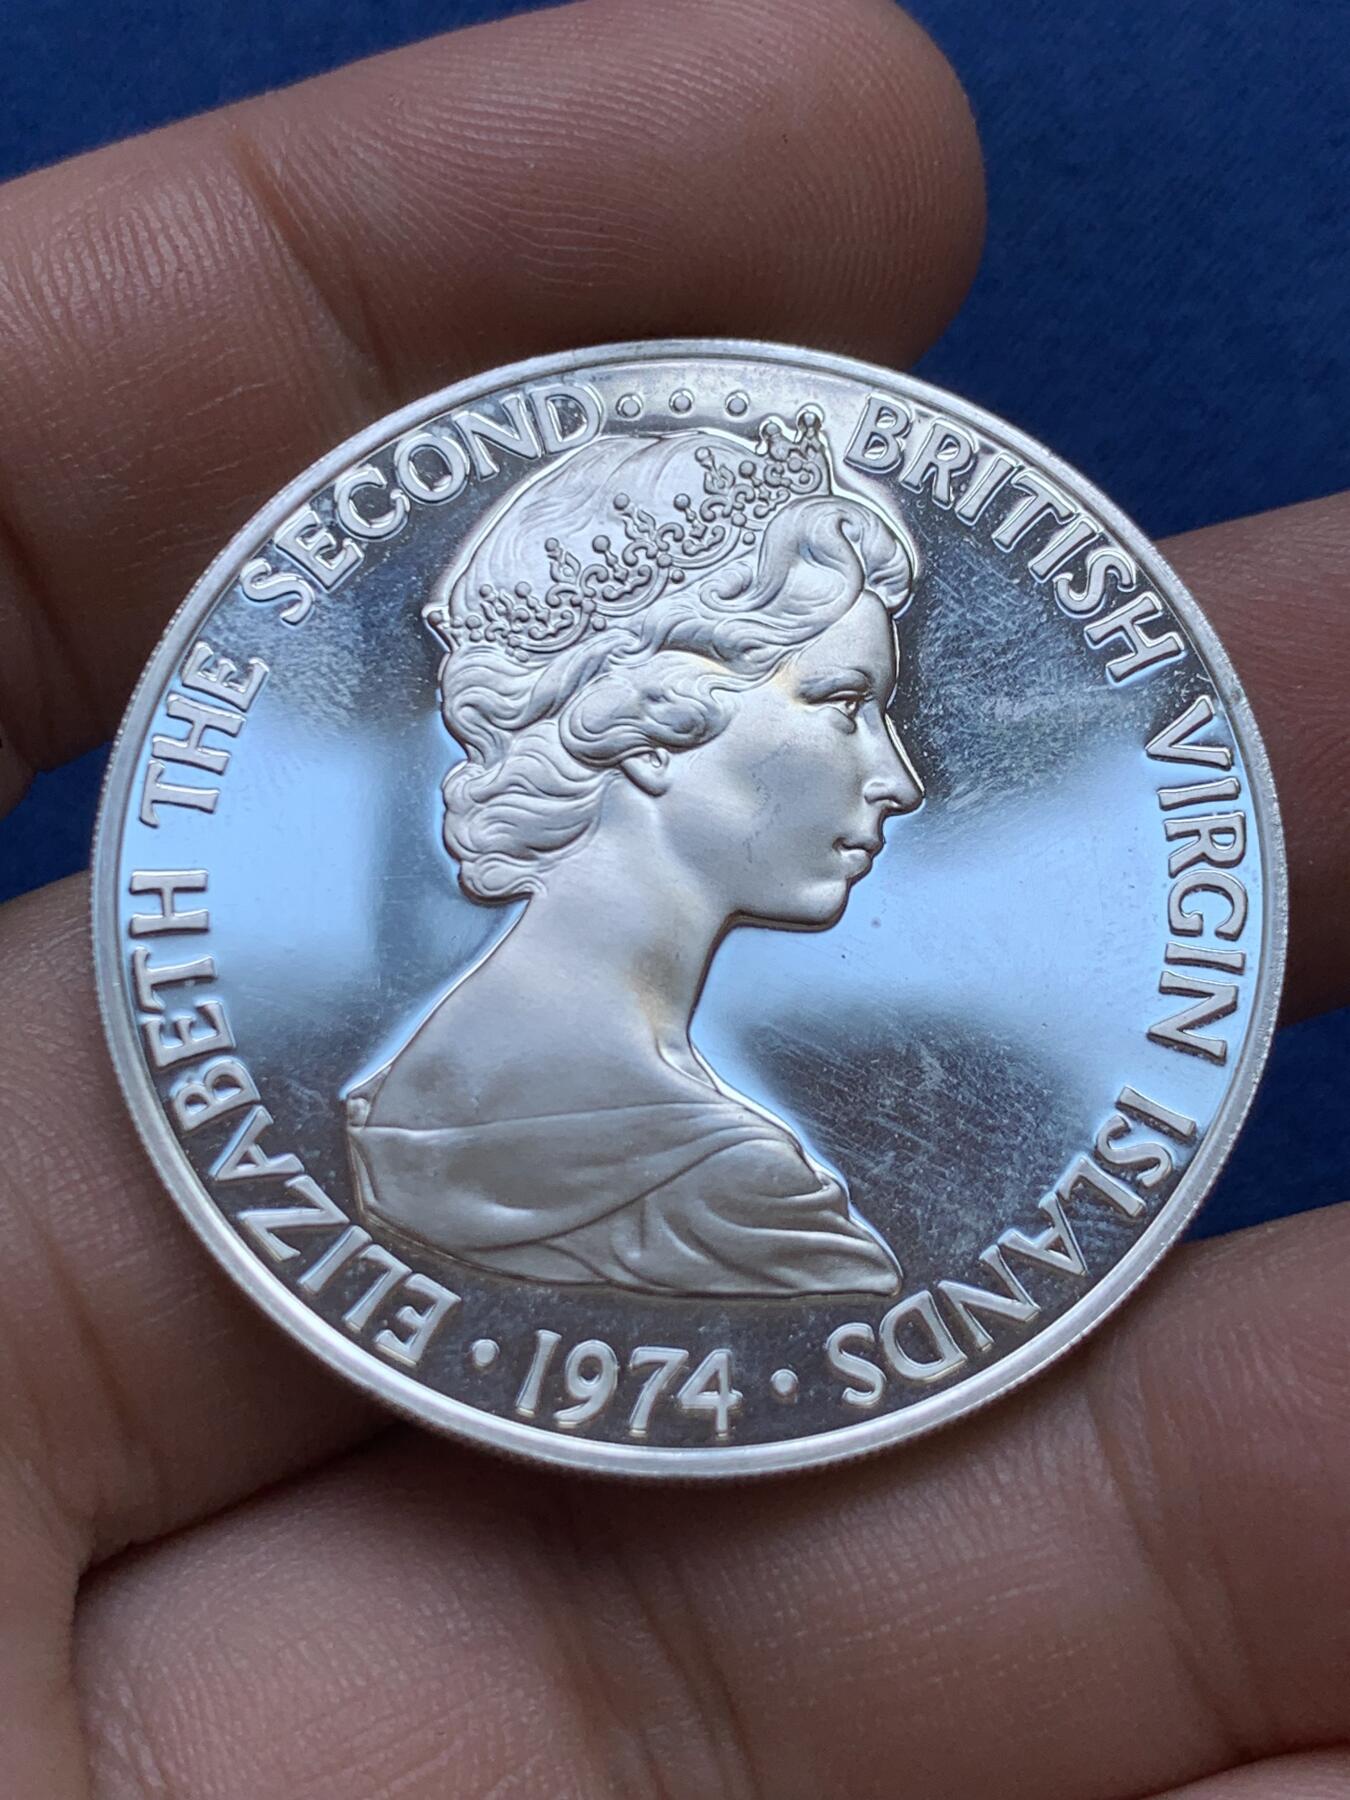 ELIZABETH THE SECOND···· BRITISH VIRGIN ISLANDS
· 1974 ·